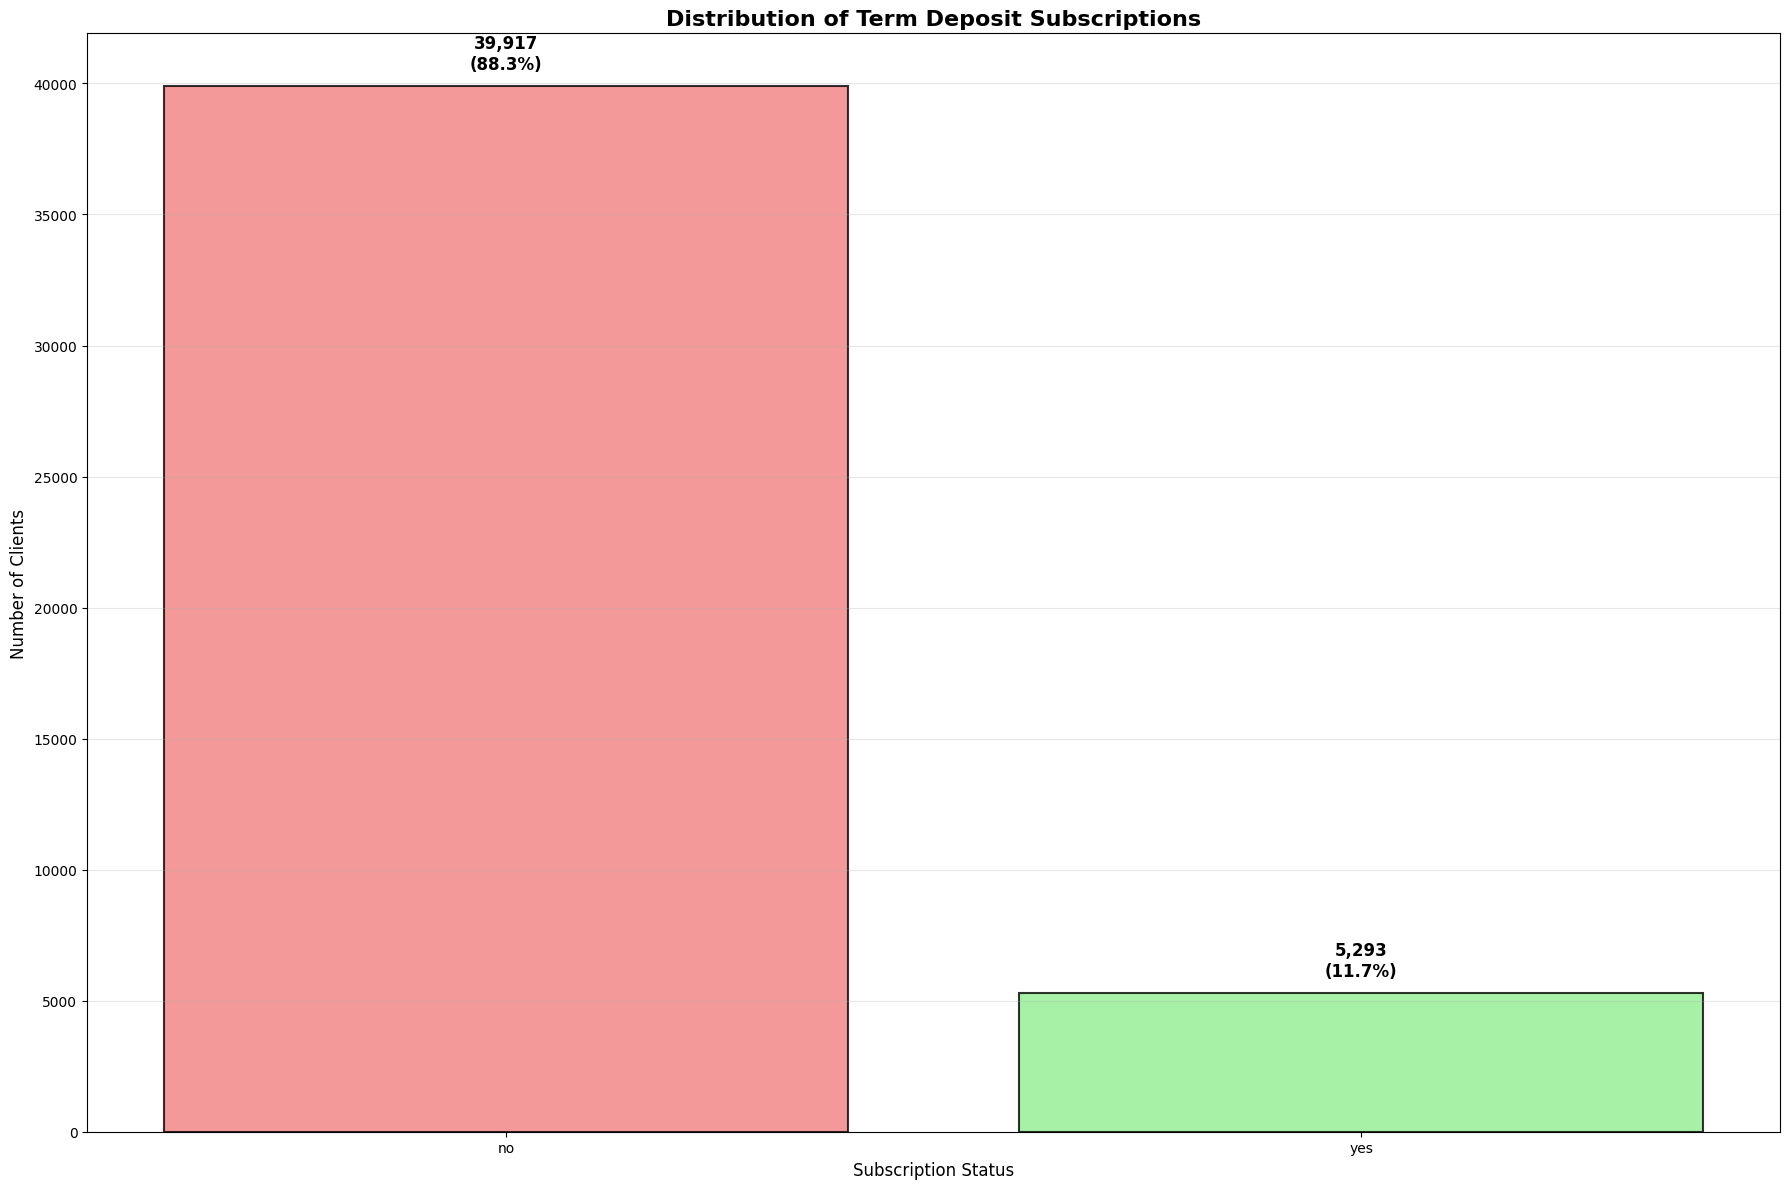 Distribution of Term Deposit Subscriptions
39,917
(88.3%)
40000
35000
30000
25000
20000
15000
10000
5000
0
Number of Clients
5,293
(11.7%)
no
yes
Subscription Status